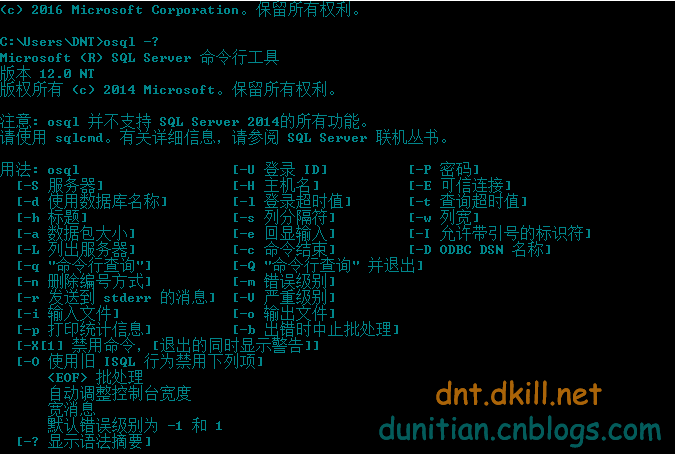 (c) 2016 Microsoft Corporation。保留所有权利。
C:\Users\DNT>osql -?
Microsoft (R) SQL Server 命令行工具
版本 12.0 NT
版权所有 (c) 2014 Microsoft。保留所有权利。
注意: osql 并不支持 SQL Server 2014的所有功能。
请使用 sqlcmd。有关详细信息，请参阅 SQL Server 联机丛书。
用法: osql [-U 登录 ID] [-P 密码]
[-S 服务器] [-H 主机名] [-E 可信连接]
[-d 使用数据库名称] [-l 登录超时值] [-t 查询超时值]
[-h 标题] [-s 列分隔符] [-w 列宽]
[-a 数据包大小] [-e 回显输入] [-I 允许带引号的标识符]
[-L 列出服务器] [-c 命令结束] [-D ODBC DSN 名称]
[-q "命令行查询"] [-Q "命令行查询" 并退出]
[-n 删除编号方式] [-m 错误级别]
[-r 发送到 stderr 的消息] [-V 严重级别]
[-i 输入文件] [-o 输出文件]
[-p 打印统计信息] [-b 出错时中止批处理]
[-X[1] 禁用命令，[退出的同时显示警告]]
[-O 使用旧 ISQL 行为禁用下列项]
<EOF> 批处理
自动调整控制台宽度
宽消息
默认错误级别为 -1 和 1
[-? 显示语法摘要]
dnt.dkill.net
dunitian.cnblogs.com